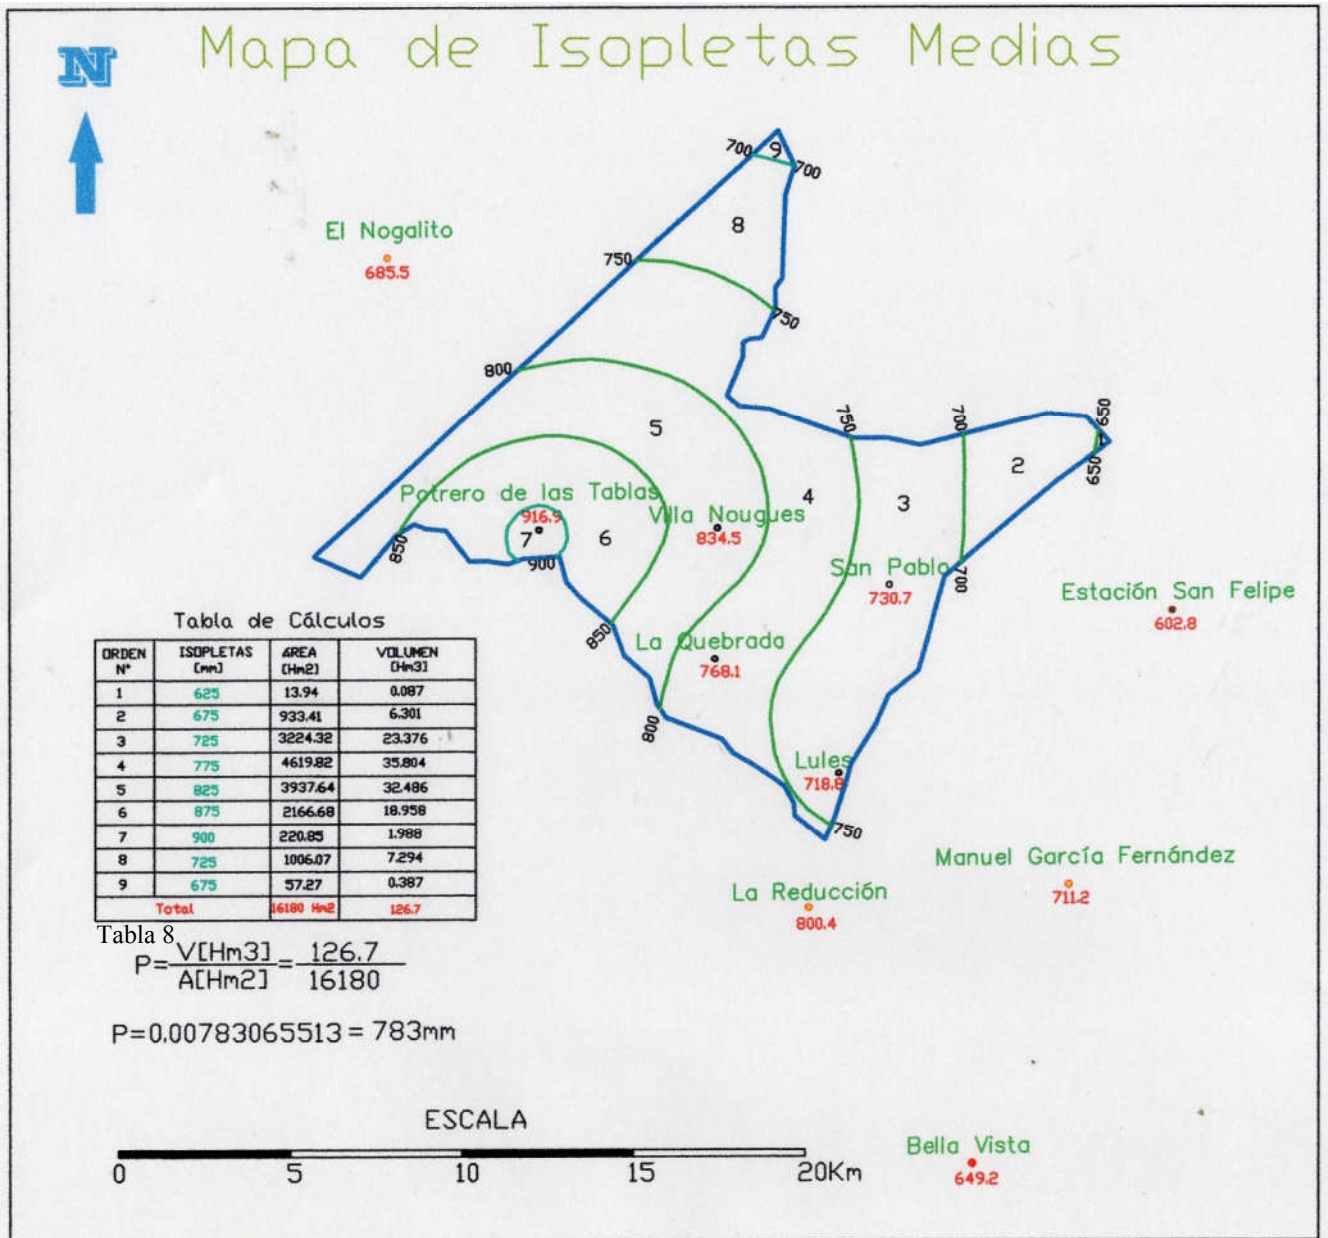 Mapa de Isopletas Medias
N
700
9
700
8
El Nogalito
685.5
750
750
800
5
750
700
650
1
650
2
4
3
Potrero de las Tablas
916.9
7
6
900
850
Villa Nougues
834.5
San Pablo
730.7
700
Estación San Felipe
602.8
850
La Quebrada
768.1
800
Lules
718.8
750
Manuel García Fernández
711.2
La Reducción
800.4
Tabla de Cálculos
ORDEN N° ISOPLETAS [mm] AREA [Hm2] VOLUMEN [Hm3]
1 625 13.94 0.087
2 675 933.41 6.301
3 725 3224.32 23.376
4 775 4619.82 35.804
5 825 3937.64 32.486
6 875 2166.68 18.958
7 900 220.85 1.988
8 725 1006.07 7.294
9 675 57.27 0.387
Total 16180 Hm2 126.7
Tabla 8
P=V[Hm3]/A[Hm2]=126.7/16180
P=0.00783065513 = 783mm
ESCALA
0 5 10 15 20Km
Bella Vista
649.2